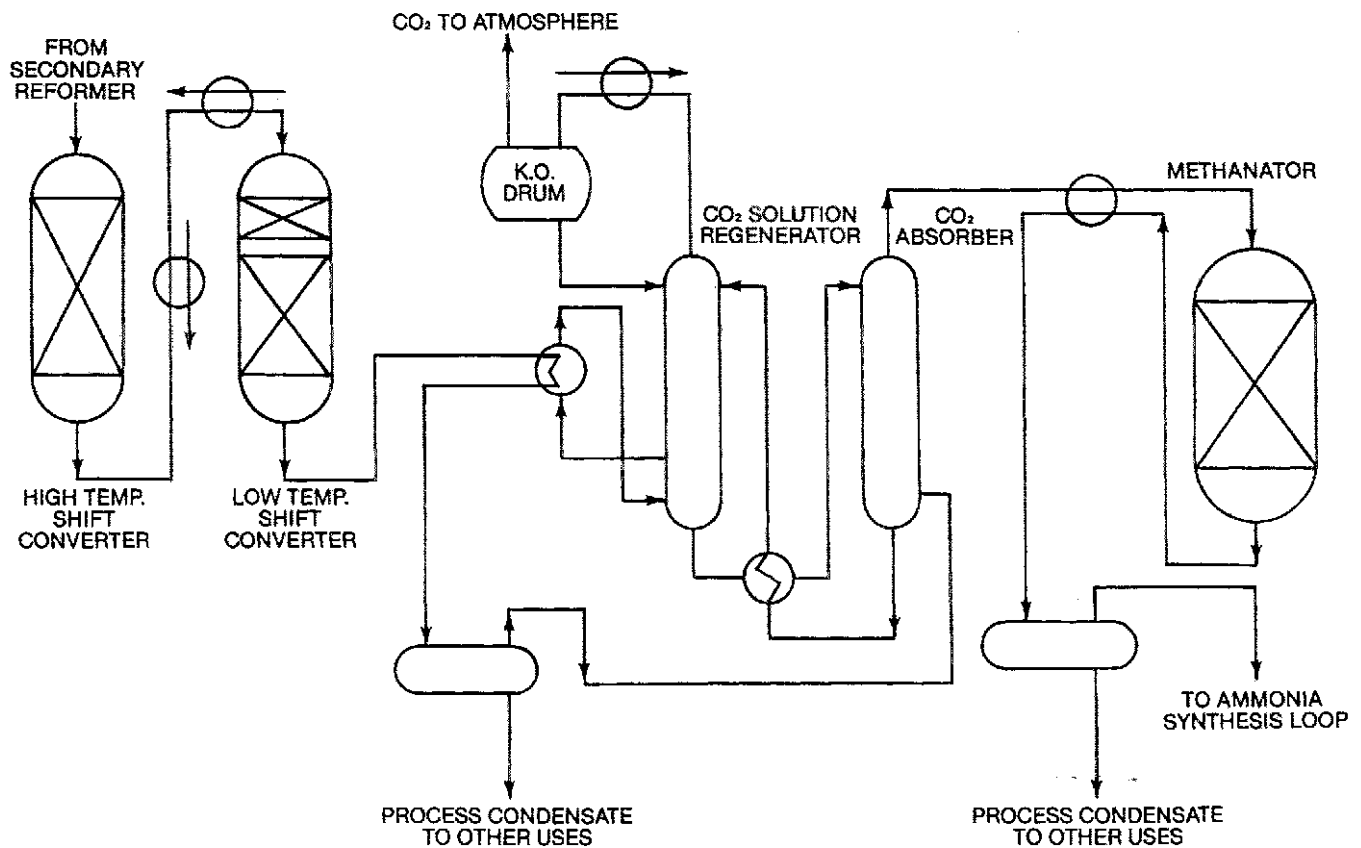 CO₂ TO ATMOSPHERE
FROM
SECONDARY
REFORMER
K.O.
DRUM
METHANATOR
CO₂ SOLUTION
REGENERATOR
CO₂
ABSORBER
HIGH TEMP.
SHIFT
CONVERTER
LOW TEMP.
SHIFT
CONVERTER
TO AMMONIA
SYNTHESIS LOOP
PROCESS CONDENSATE
TO OTHER USES
PROCESS CONDENSATE
TO OTHER USES